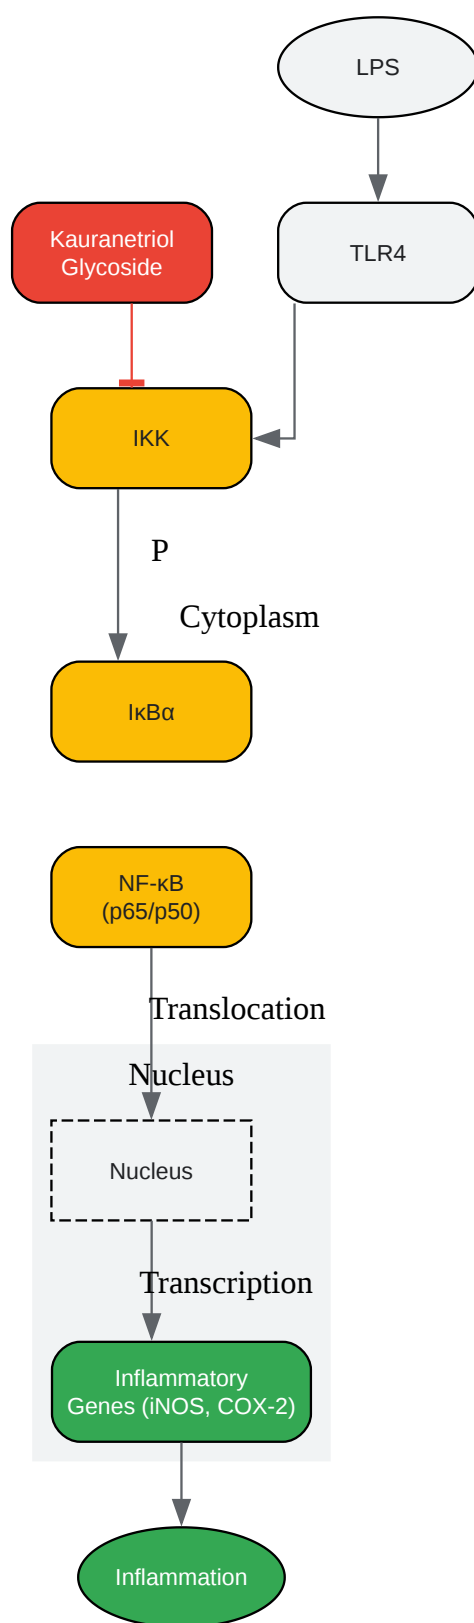 LPS
Kauranetriol
Glycoside
TLR4
IKK
P
Cytoplasm
IκBα
NF-κB
(p65/p50)
Translocation
Nucleus
Nucleus
Transcription
Inflammatory
Genes (iNOS, COX-2)
Inflammation